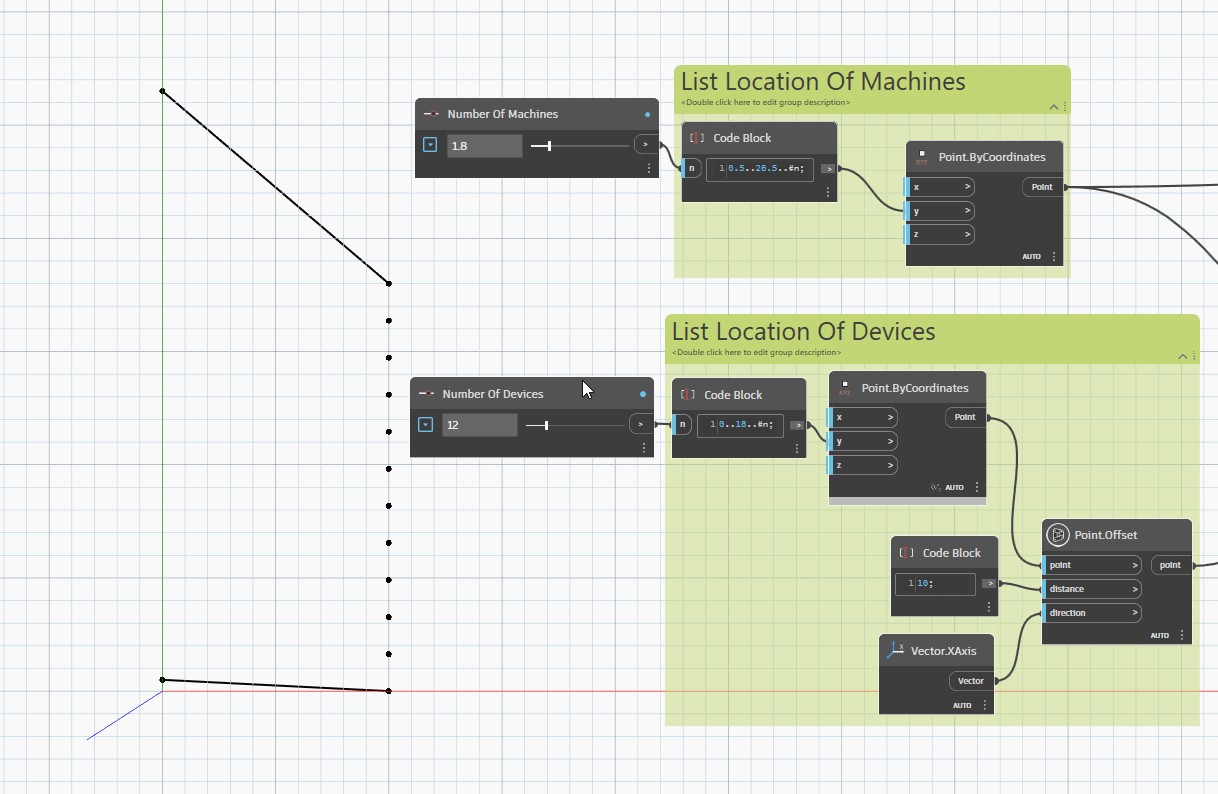 List Location Of Machines
<Double click here to edit group description>
Number Of Machines
1.8
>
Code Block
n
1 0.5..26.5..#n;
>
Point.ByCoordinates
x >
Point
y >
z >
AUTO
List Location Of Devices
<Double click here to edit group description>
Number Of Devices
12
>
Code Block
n
1 0..18..#n;
>
Point.ByCoordinates
x >
Point
y >
z >
AUTO
Code Block
1 10;
>
Point.Offset
point >
point
distance >
direction >
AUTO
X
Vector.XAxis
Vector
AUTO